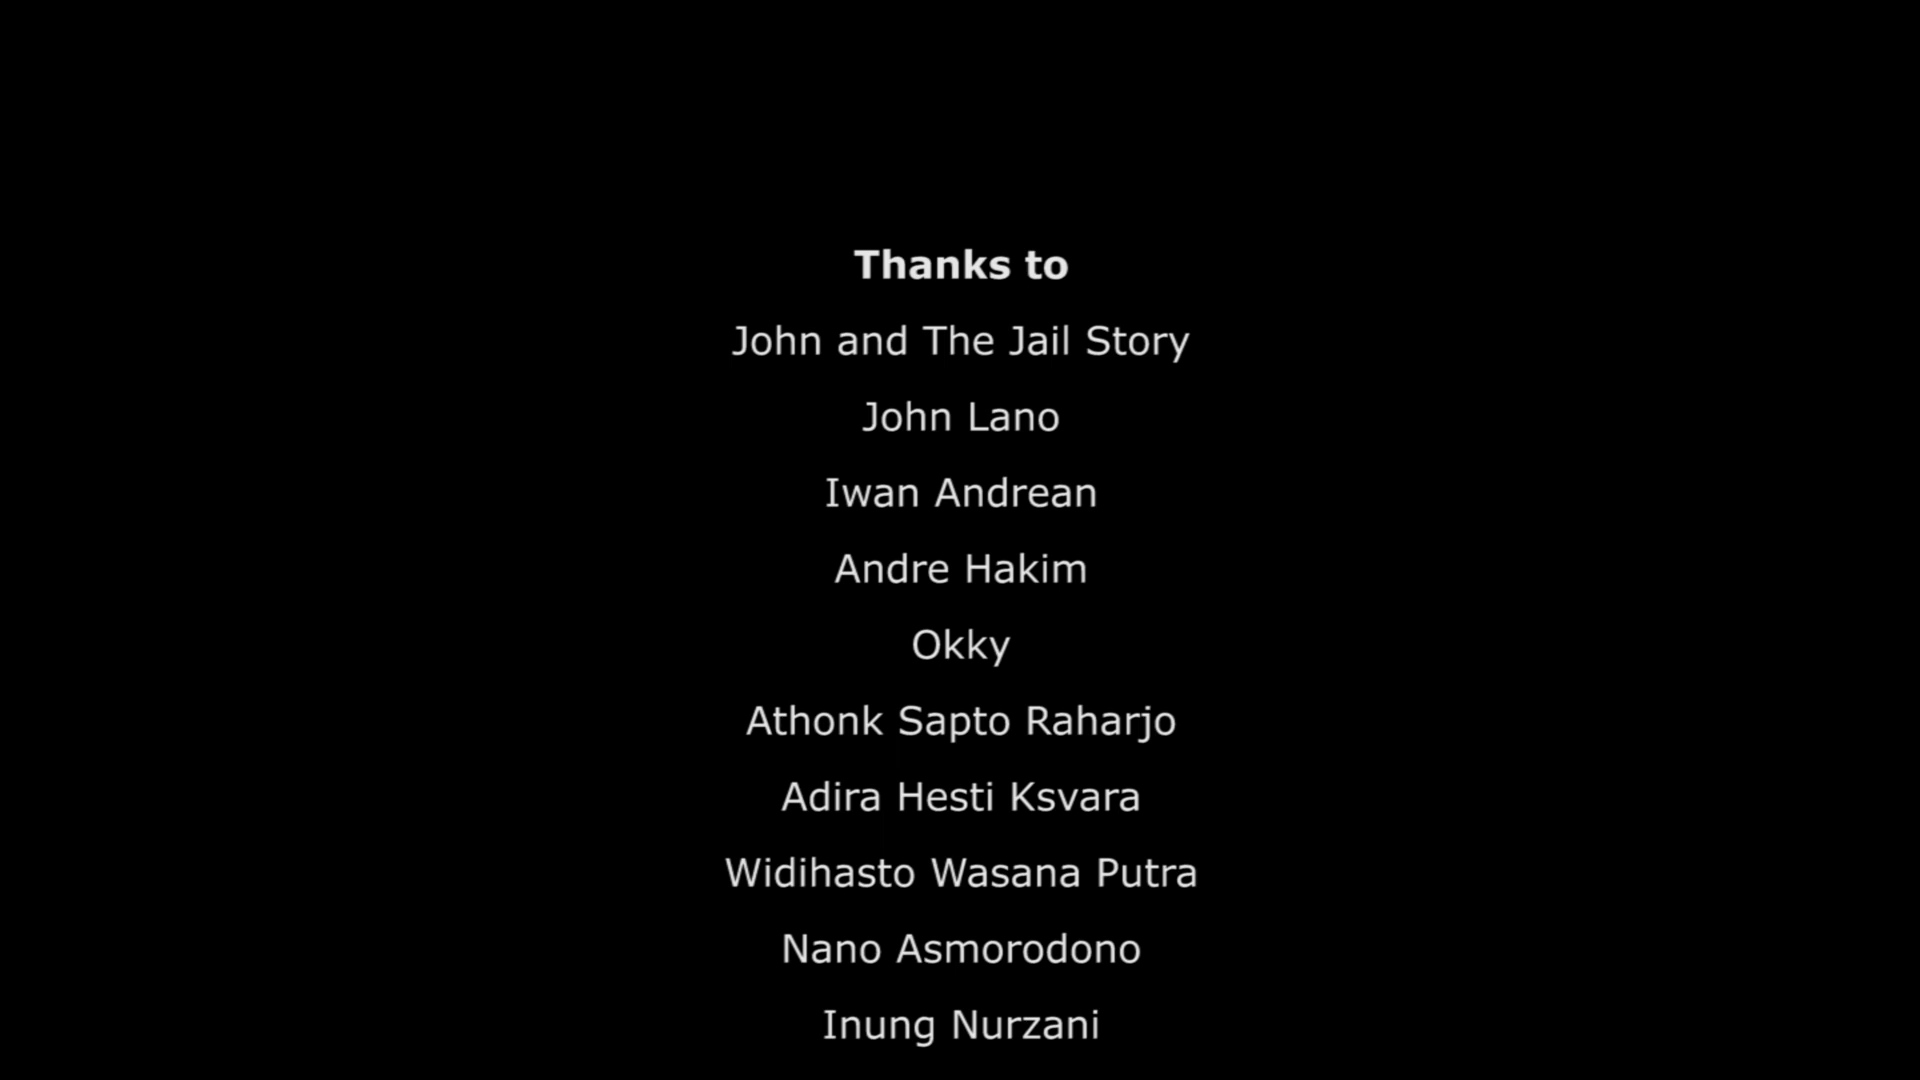 Thanks to
John and The Jail Story
John Lano
Iwan Andrean
Andre Hakim
Okky
Athonk Sapto Raharjo
Adira Hesti Ksvara
Widihasto Wasana Putra
Nano Asmorodono
Inung Nurzani